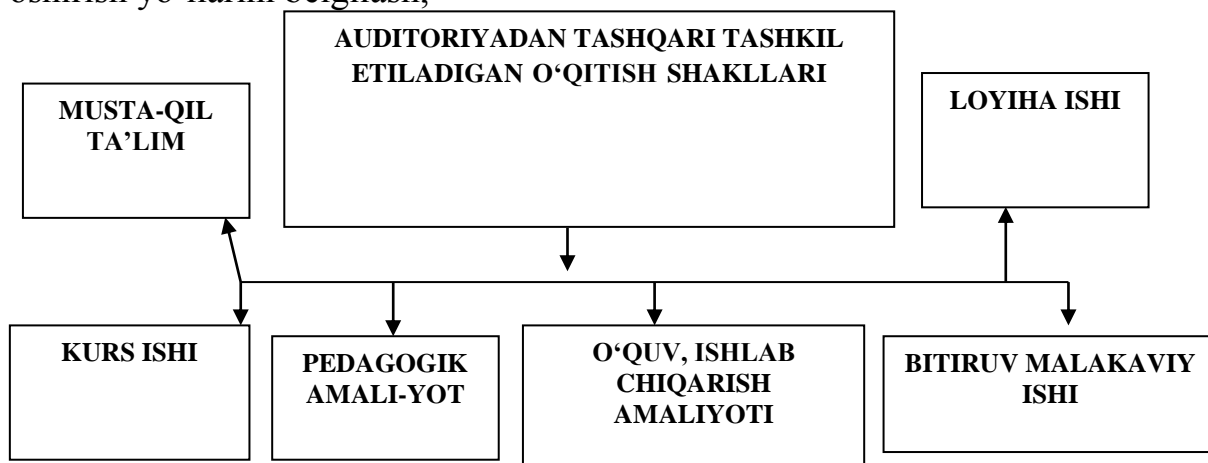 AUDITORIYADAN TASHQARI TASHKIL
ETILADIGAN O‘QITISH SHAKLLARI
MUSTA-QIL
TA’LIM
LOYIHA ISHI
KURS ISHI
PEDAGOGIK
AMALI-YOT
O‘QUV, ISHLAB
CHIQARISH
AMALIYOTI
BITIRUV MALAKAVIY
ISHI